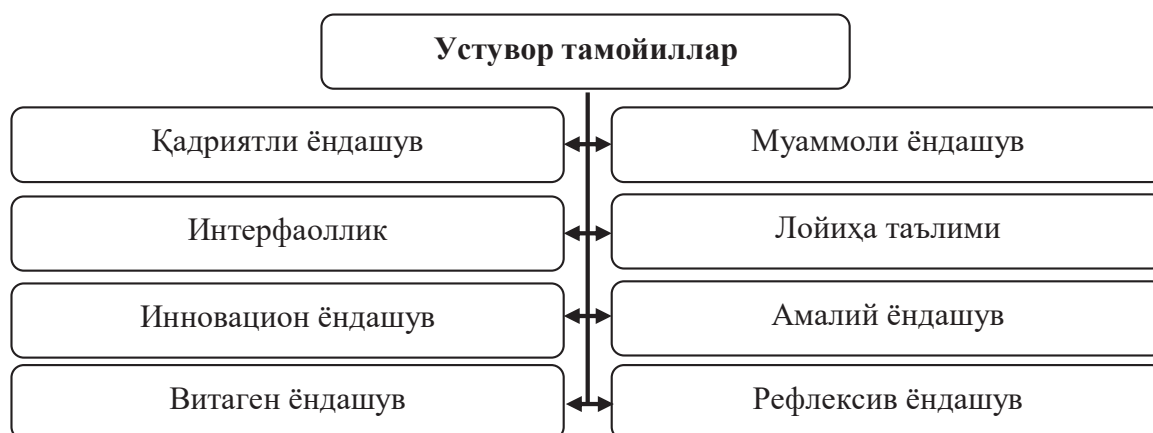 Устувор тамойиллар
Қадриятли ёндашув
Муаммоли ёндашув
Интерфаоллик
Лойиҳа таълими
Инновацион ёндашув
Амалий ёндашув
Витаген ёндашув
Рефлексив ёндашув